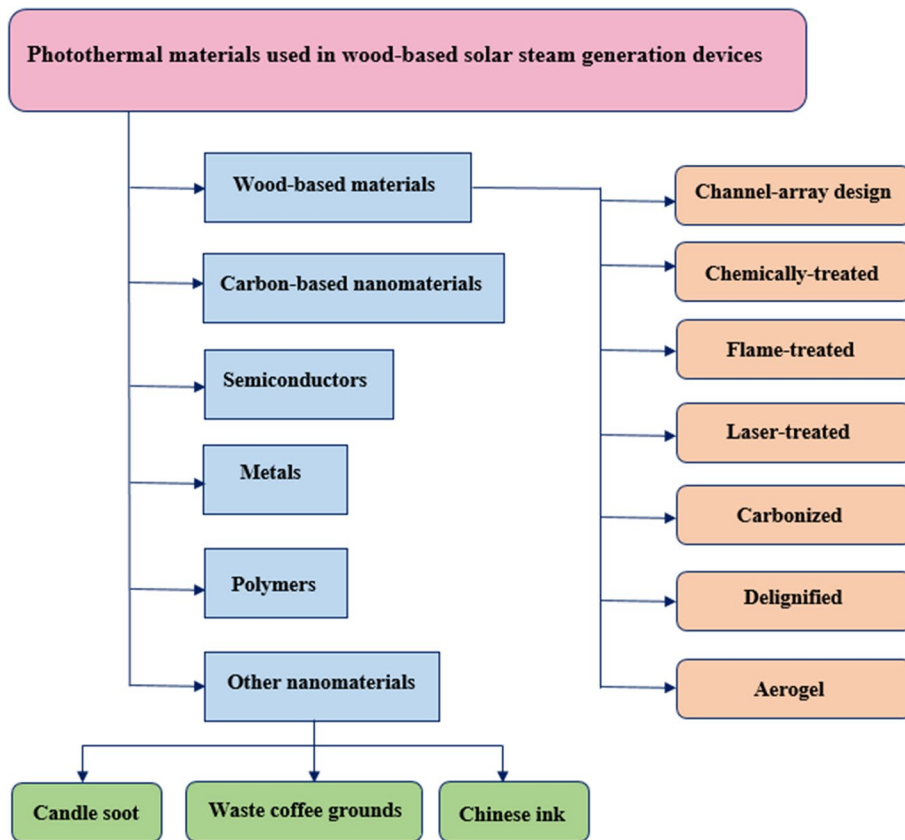 Photothermal materials used in wood-based solar steam generation devices
Wood-based materials
Carbon-based nanomaterials
Semiconductors
Metals
Polymers
Other nanomaterials
Channel-array design
Chemically-treated
Flame-treated
Laser-treated
Carbonized
Delignified
Aerogel
Candle soot
Waste coffee grounds
Chinese ink